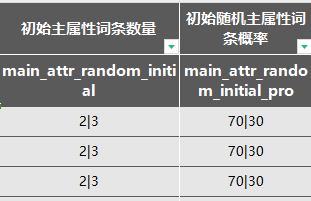 初始主属性词条数量
初始随机主属性词
条概率
main_attr_random_initi
al
main_attr_rando
m_initial_pro
2|3
70|30
2|3
70|30
2|3
70|30